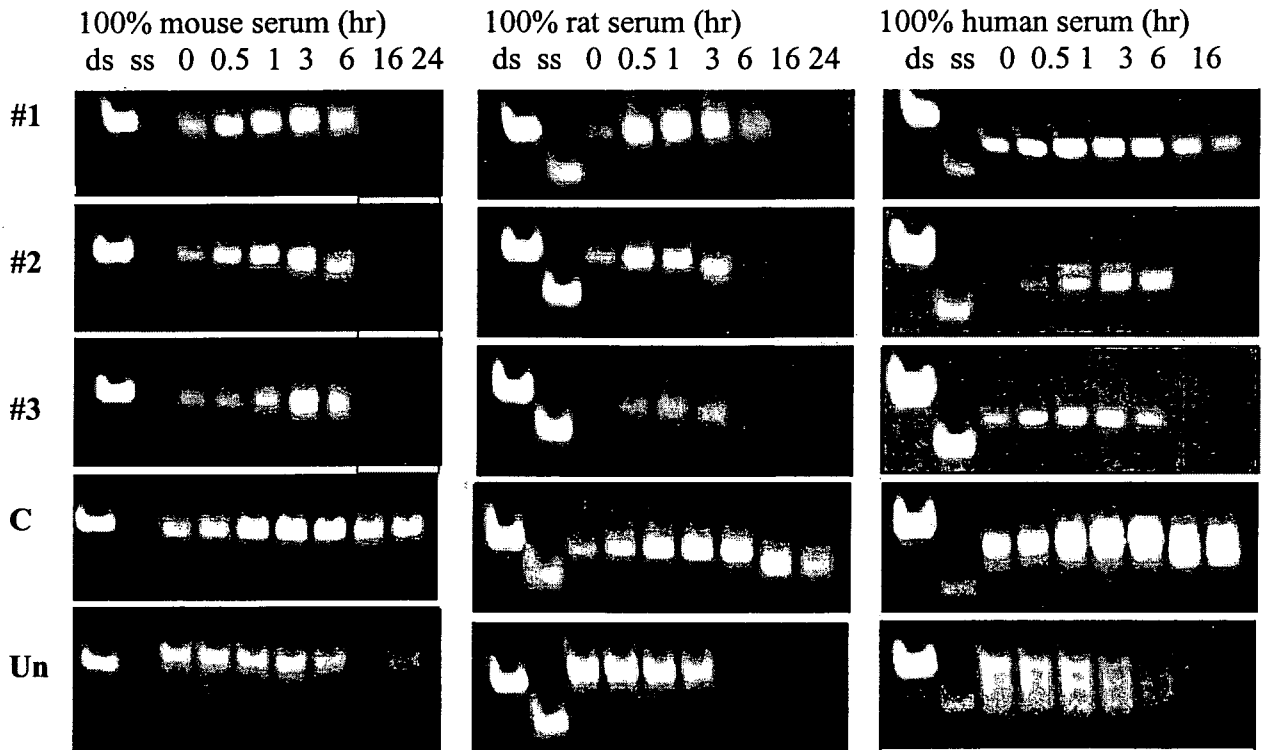 100% mouse serum (hr)
100% rat serum (hr)
100% human serum (hr)
ds ss 0 0.5 1 3 6 16 24
ds ss 0 0.5 1 3 6 16 24
ds ss 0 0.5 1 3 6 16
#1
#2
#3
C
Un